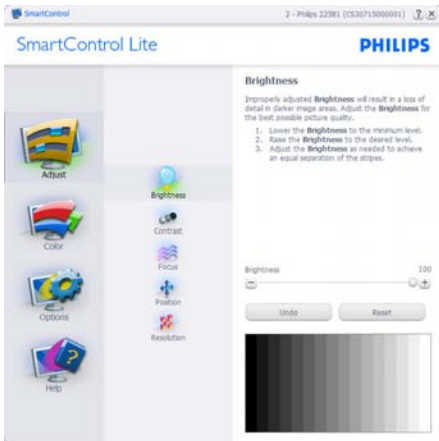 SmartControl
2 - Philips 225B1 (CS30715000001)
SmartControl Lite
PHILIPS
Adjust
Color
Options
Help
Brightness
Contrast
Focus
Position
Resolution
Brightness
Improperly adjusted Brightness will result in a loss of
detail in darker image areas. Adjust the Brightness for
the best possible picture quality.
1. Lower the Brightness to the minimum level.
2. Raise the Brightness to the desired level.
3. Adjust the Brightness as needed to achieve
an equal separation of the stripes.
Brightness
100
Undo
Reset